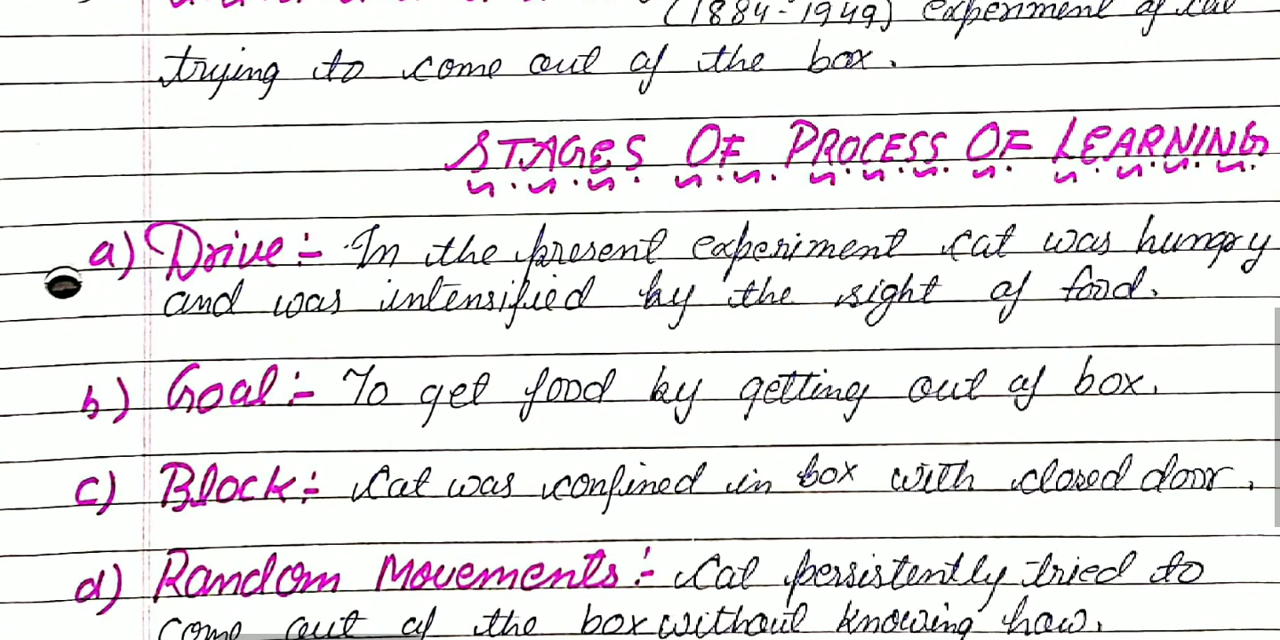 (1884-1949) experiment of cat
trying to come out of the box.
STAGES OF PROCESS OF LEARNING
a) Drive :- In the present experiment cat was hungry
and was intensified by the sight of food.
b) Goal :- To get food by getting out of box.
c) Block :- Cat was confined in box with closed door.
d) Random Movements :- Cat persistently tried to
come out of the box without knowing how.